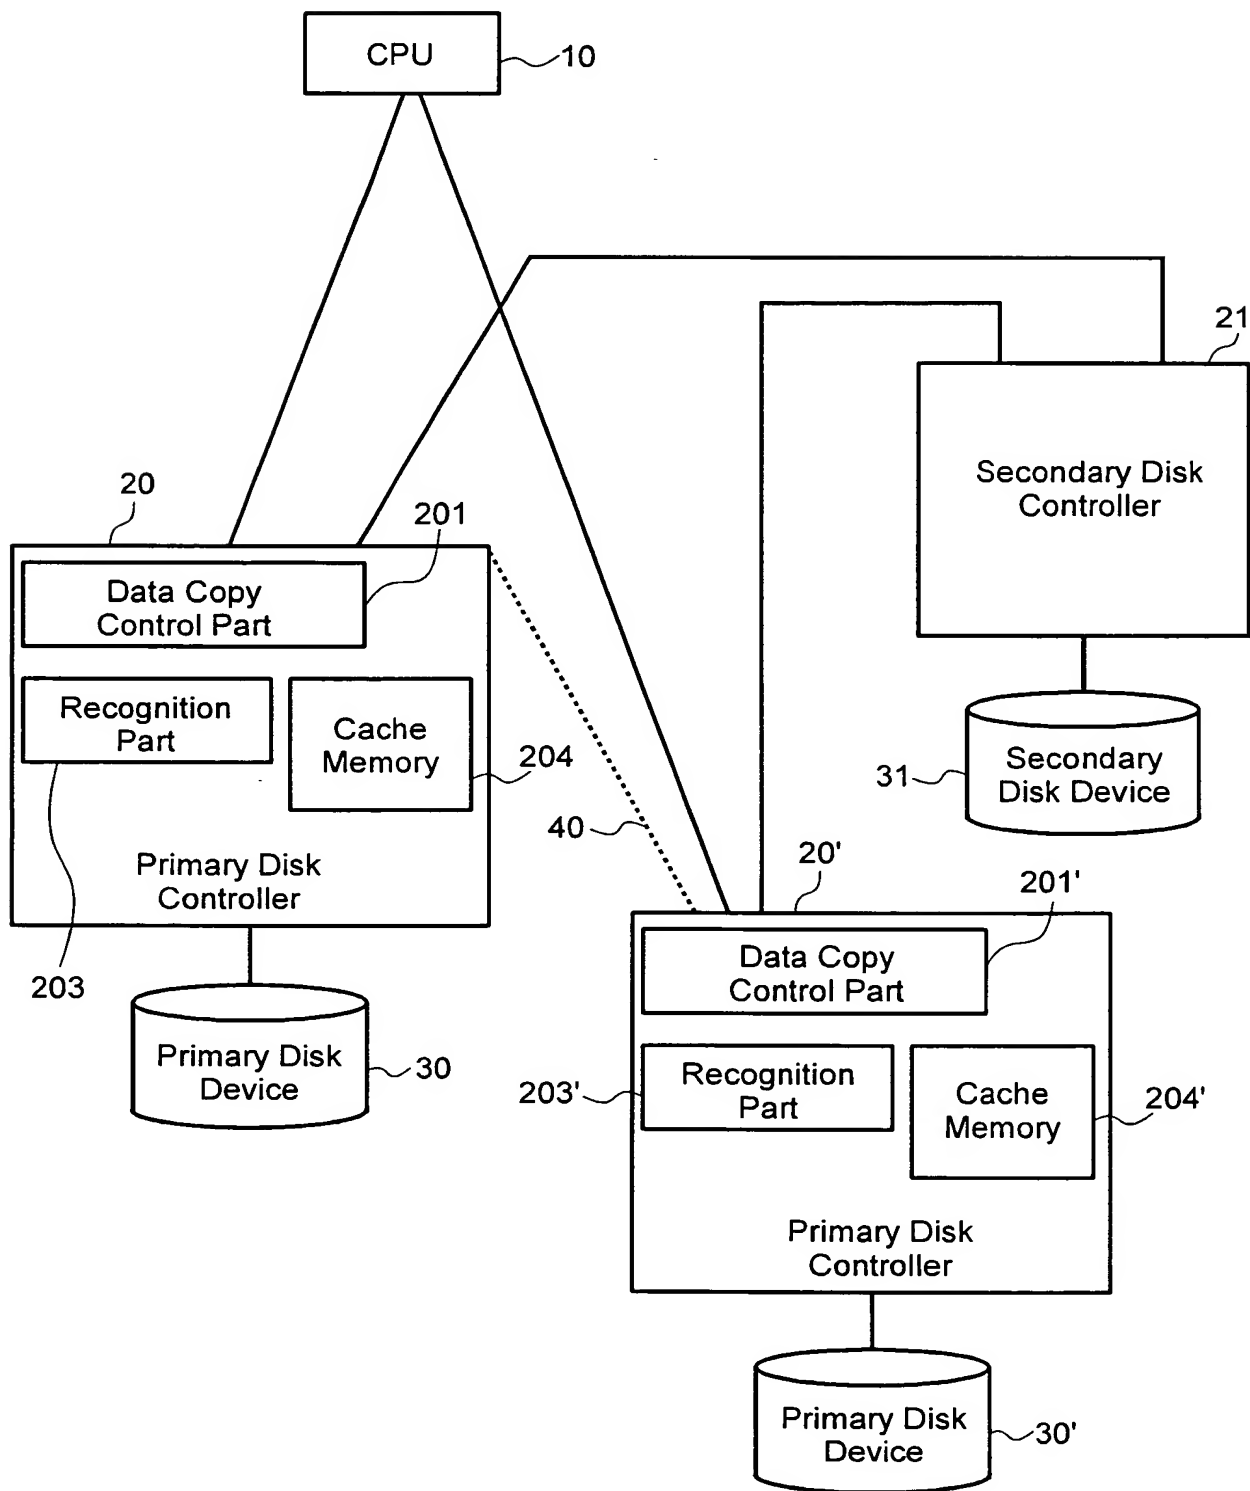 CPU
10
21
Secondary Disk
Controller
20
201
Data Copy
Control Part
Recognition
Part
Cache
Memory
204
Secondary
Disk Device
31
40
Primary Disk
Controller
20'
201'
203
Data Copy
Control Part
Primary Disk
Device
30
203'
Recognition
Part
Cache
Memory
204'
Primary Disk
Controller
Primary Disk
Device
30'